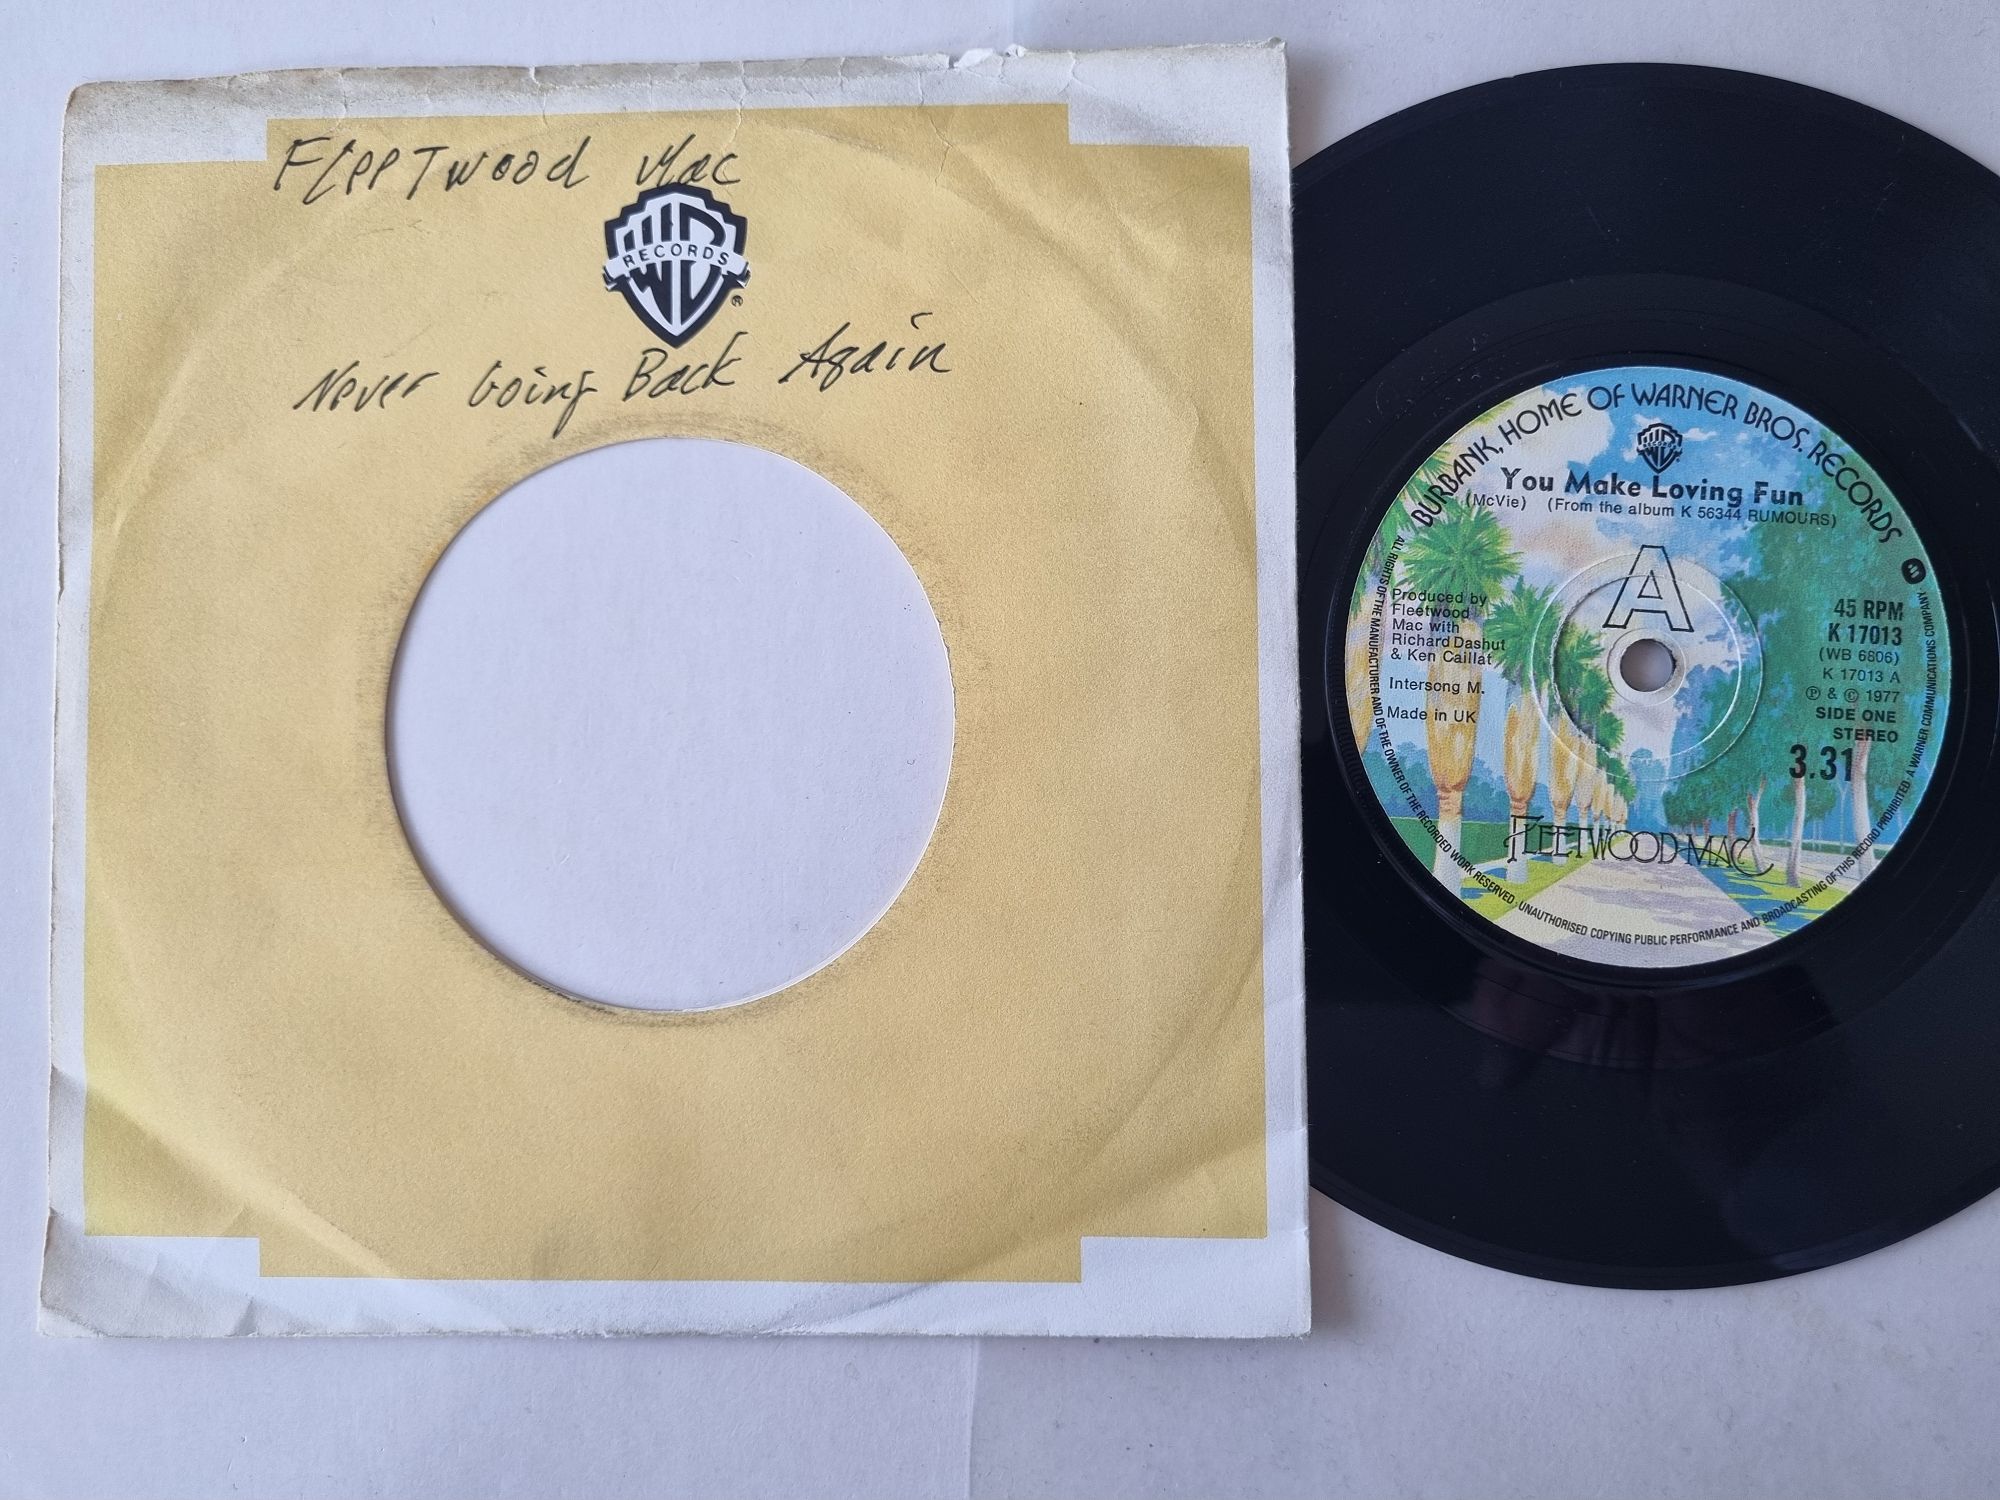 Fleetwood Mac
WB
RECORDS
®
Never Going Back Again
BURBANK, HOME OF WARNER BROS. RECORDS
WB
RECORDS
You Make Loving Fun
(McVie) (From the album K 56344 RUMOURS)
A
Produced by
Fleetwood
Mac with
Richard Dashut
& Ken Caillat
Intersong M.
Made in UK
45 RPM
K 17013
(WB 6806)
K 17013 A
℗ & © 1977
SIDE ONE
STEREO
3.31
FLEETWOOD MAC
ALL RIGHTS OF THE MANUFACTURER AND OF THE OWNER OF THE RECORDED WORK RESERVED · UNAUTHORISED COPYING PUBLIC PERFORMANCE AND BROADCASTING OF THIS RECORD PROHIBITED · A WARNER COMMUNICATIONS COMPANY ·